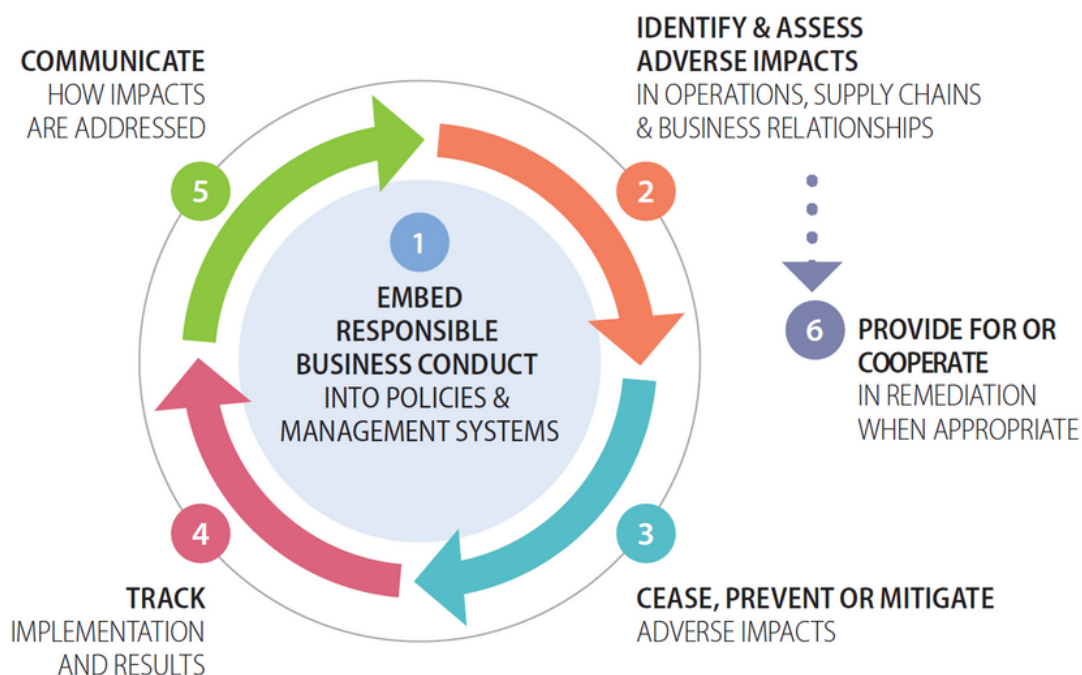 1
EMBED
RESPONSIBLE
BUSINESS CONDUCT
INTO POLICIES &
MANAGEMENT SYSTEMS
2
IDENTIFY & ASSESS
ADVERSE IMPACTS
IN OPERATIONS, SUPPLY CHAINS
& BUSINESS RELATIONSHIPS
3
CEASE, PREVENT OR MITIGATE
ADVERSE IMPACTS
4
TRACK
IMPLEMENTATION
AND RESULTS
5
COMMUNICATE
HOW IMPACTS
ARE ADDRESSED
6
PROVIDE FOR OR
COOPERATE
IN REMEDIATION
WHEN APPROPRIATE